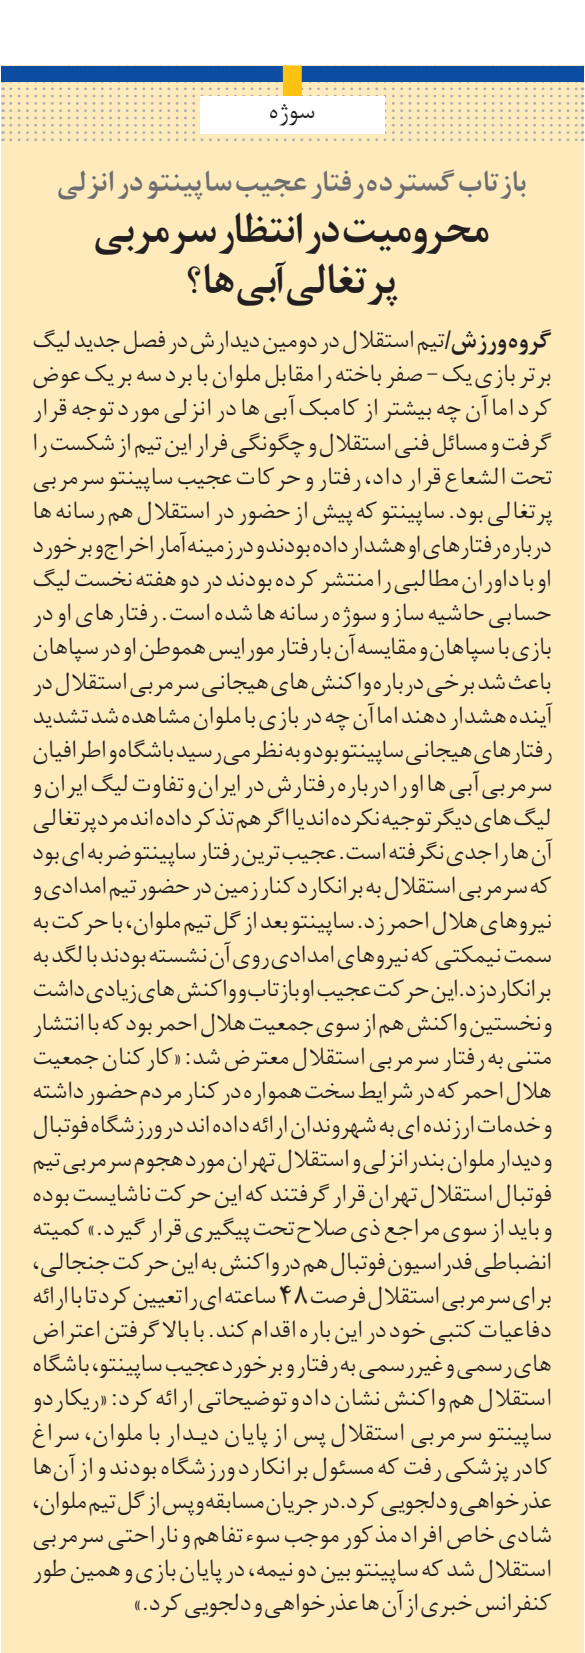 سوژه
بازتاب گسترده رفتار عجیب ساپینتو در انزلی
محرومیت در انتظار سرمربی
پرتغالی آبی ها؟
گروه ورزش/تیم استقلال در دومین دیدارش در فصل جدید لیگ
برتر بازی یک - صفر باخته را مقابل ملوان با برد سه بر یک عوض
کرد اما آن چه بیشتر از کامبک آبی ها در انزلی مورد توجه قرار
گرفت و مسائل فنی استقلال و چگونگی فرار این تیم از شکست را
تحت الشعاع قرار داد، رفتار و حرکات عجیب ساپینتو سرمربی
پرتغالی بود. ساپینتو که پیش از حضور در استقلال هم رسانه ها
درباره رفتارهای او هشدار داده بودند و در زمینه آمار اخراج و برخورد
او با داوران مطالبی را منتشر کرده بودند در دو هفته نخست لیگ
حسابی حاشیه ساز و سوژه رسانه ها شده است. رفتارهای او در
بازی با سپاهان و مقایسه آن با رفتار مورایس هموطن او در سپاهان
باعث شد برخی درباره واکنش های هیجانی سرمربی استقلال در
آینده هشدار دهند اما آن چه در بازی با ملوان مشاهده شد تشدید
رفتارهای هیجانی ساپینتو بود و به نظر می رسید باشگاه و اطرافیان
سرمربی آبی ها او را درباره رفتارش در ایران و تفاوت لیگ ایران و
لیگ های دیگر توجیه نکرده اند یا اگر هم تذکر داده اند مرد پرتغالی
آن ها را جدی نگرفته است. عجیب ترین رفتار ساپینتو ضربه ای بود
که سرمربی استقلال به برانکارد کنار زمین در حضور تیم امدادی و
نیروهای هلال احمر زد. ساپینتو بعد از گل تیم ملوان، با حرکت به
سمت نیمکتی که نیروهای امدادی روی آن نشسته بودند با لگد به
برانکارد زد. این حرکت عجیب او بازتاب و واکنش های زیادی داشت
و نخستین واکنش هم از سوی جمعیت هلال احمر بود که با انتشار
متنی به رفتار سرمربی استقلال معترض شد: «کارکنان جمعیت
هلال احمر که در شرایط سخت همواره در کنار مردم حضور داشته
و خدمات ارزنده ای به شهروندان ارائه داده اند در ورزشگاه فوتبال
و دیدار ملوان بندر انزلی و استقلال تهران مورد هجوم سرمربی تیم
فوتبال استقلال تهران قرار گرفتند که این حرکت ناشایست بوده
و باید از سوی مراجع ذی صلاح تحت پیگیری قرار گیرد.» کمیته
انضباطی فدراسیون فوتبال هم در واکنش به این حرکت جنجالی،
برای سرمربی استقلال فرصت ۴۸ ساعته ای را تعیین کرد تا با ارائه
دفاعیات کتبی خود در این باره اقدام کند. با بالا گرفتن اعتراض
های رسمی و غیررسمی به رفتار و برخورد عجیب ساپینتو، باشگاه
استقلال هم واکنش نشان داد و توضیحاتی ارائه کرد: «ریکاردو
ساپینتو سرمربی استقلال پس از پایان دیدار با ملوان، سراغ
کادر پزشکی رفت که مسئول برانکارد ورزشگاه بودند و از آن ها
عذرخواهی و دلجویی کرد. در جریان مسابقه و پس از گل تیم ملوان،
شادی خاص افراد مذکور موجب سوء تفاهم و ناراحتی سرمربی
استقلال شد که ساپینتو بین دو نیمه، در پایان بازی و همین طور
کنفرانس خبری از آن ها عذرخواهی و دلجویی کرد.»